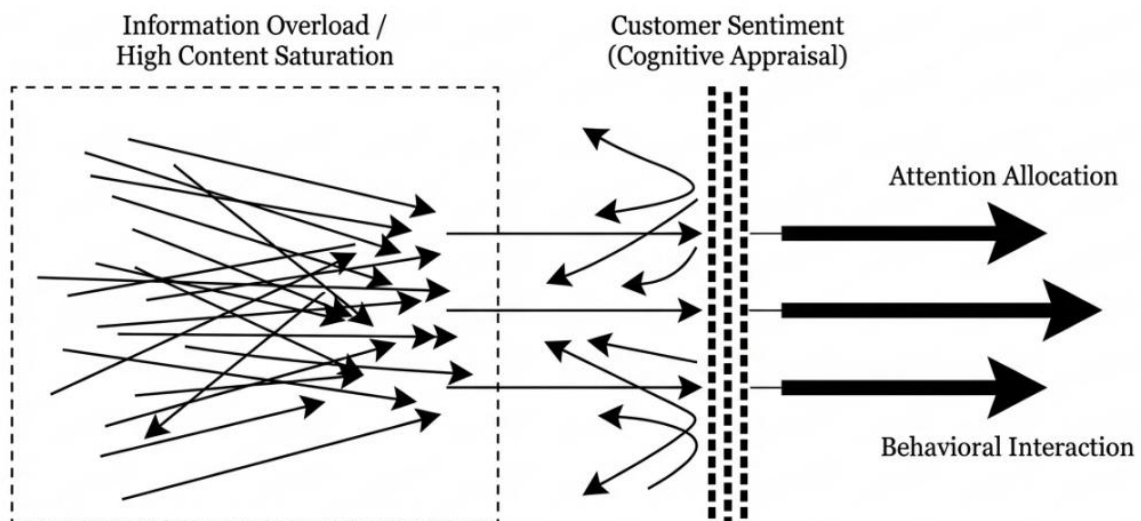 Information Overload /
High Content Saturation
Customer Sentiment
(Cognitive Appraisal)
Attention Allocation
Behavioral Interaction